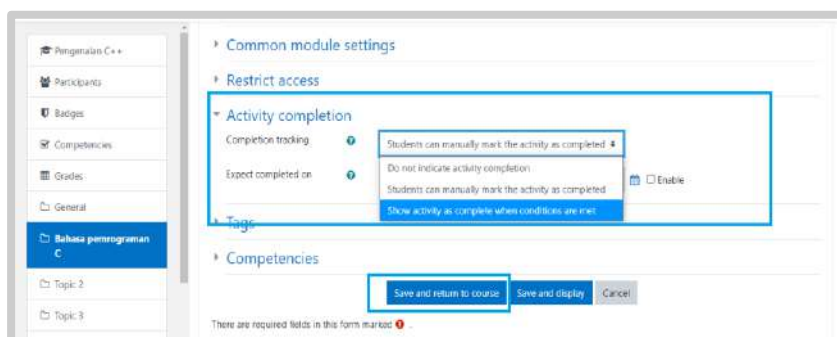 Pengenalan C++
Participants
Badges
Competencies
Grades
General
Bahasa pemrograman
C
Topic 2
Topic 3
Common module settings
Restrict access
Activity completion
Completion tracking
Students can manually mark the activity as completed
Do not indicate activity completion
Expect completed on
Enable
Students can manually mark the activity as completed
Show activity as complete when conditions are met
Tags
Competencies
Save and return to course Save and display Cancel
There are required fields in this form marked .